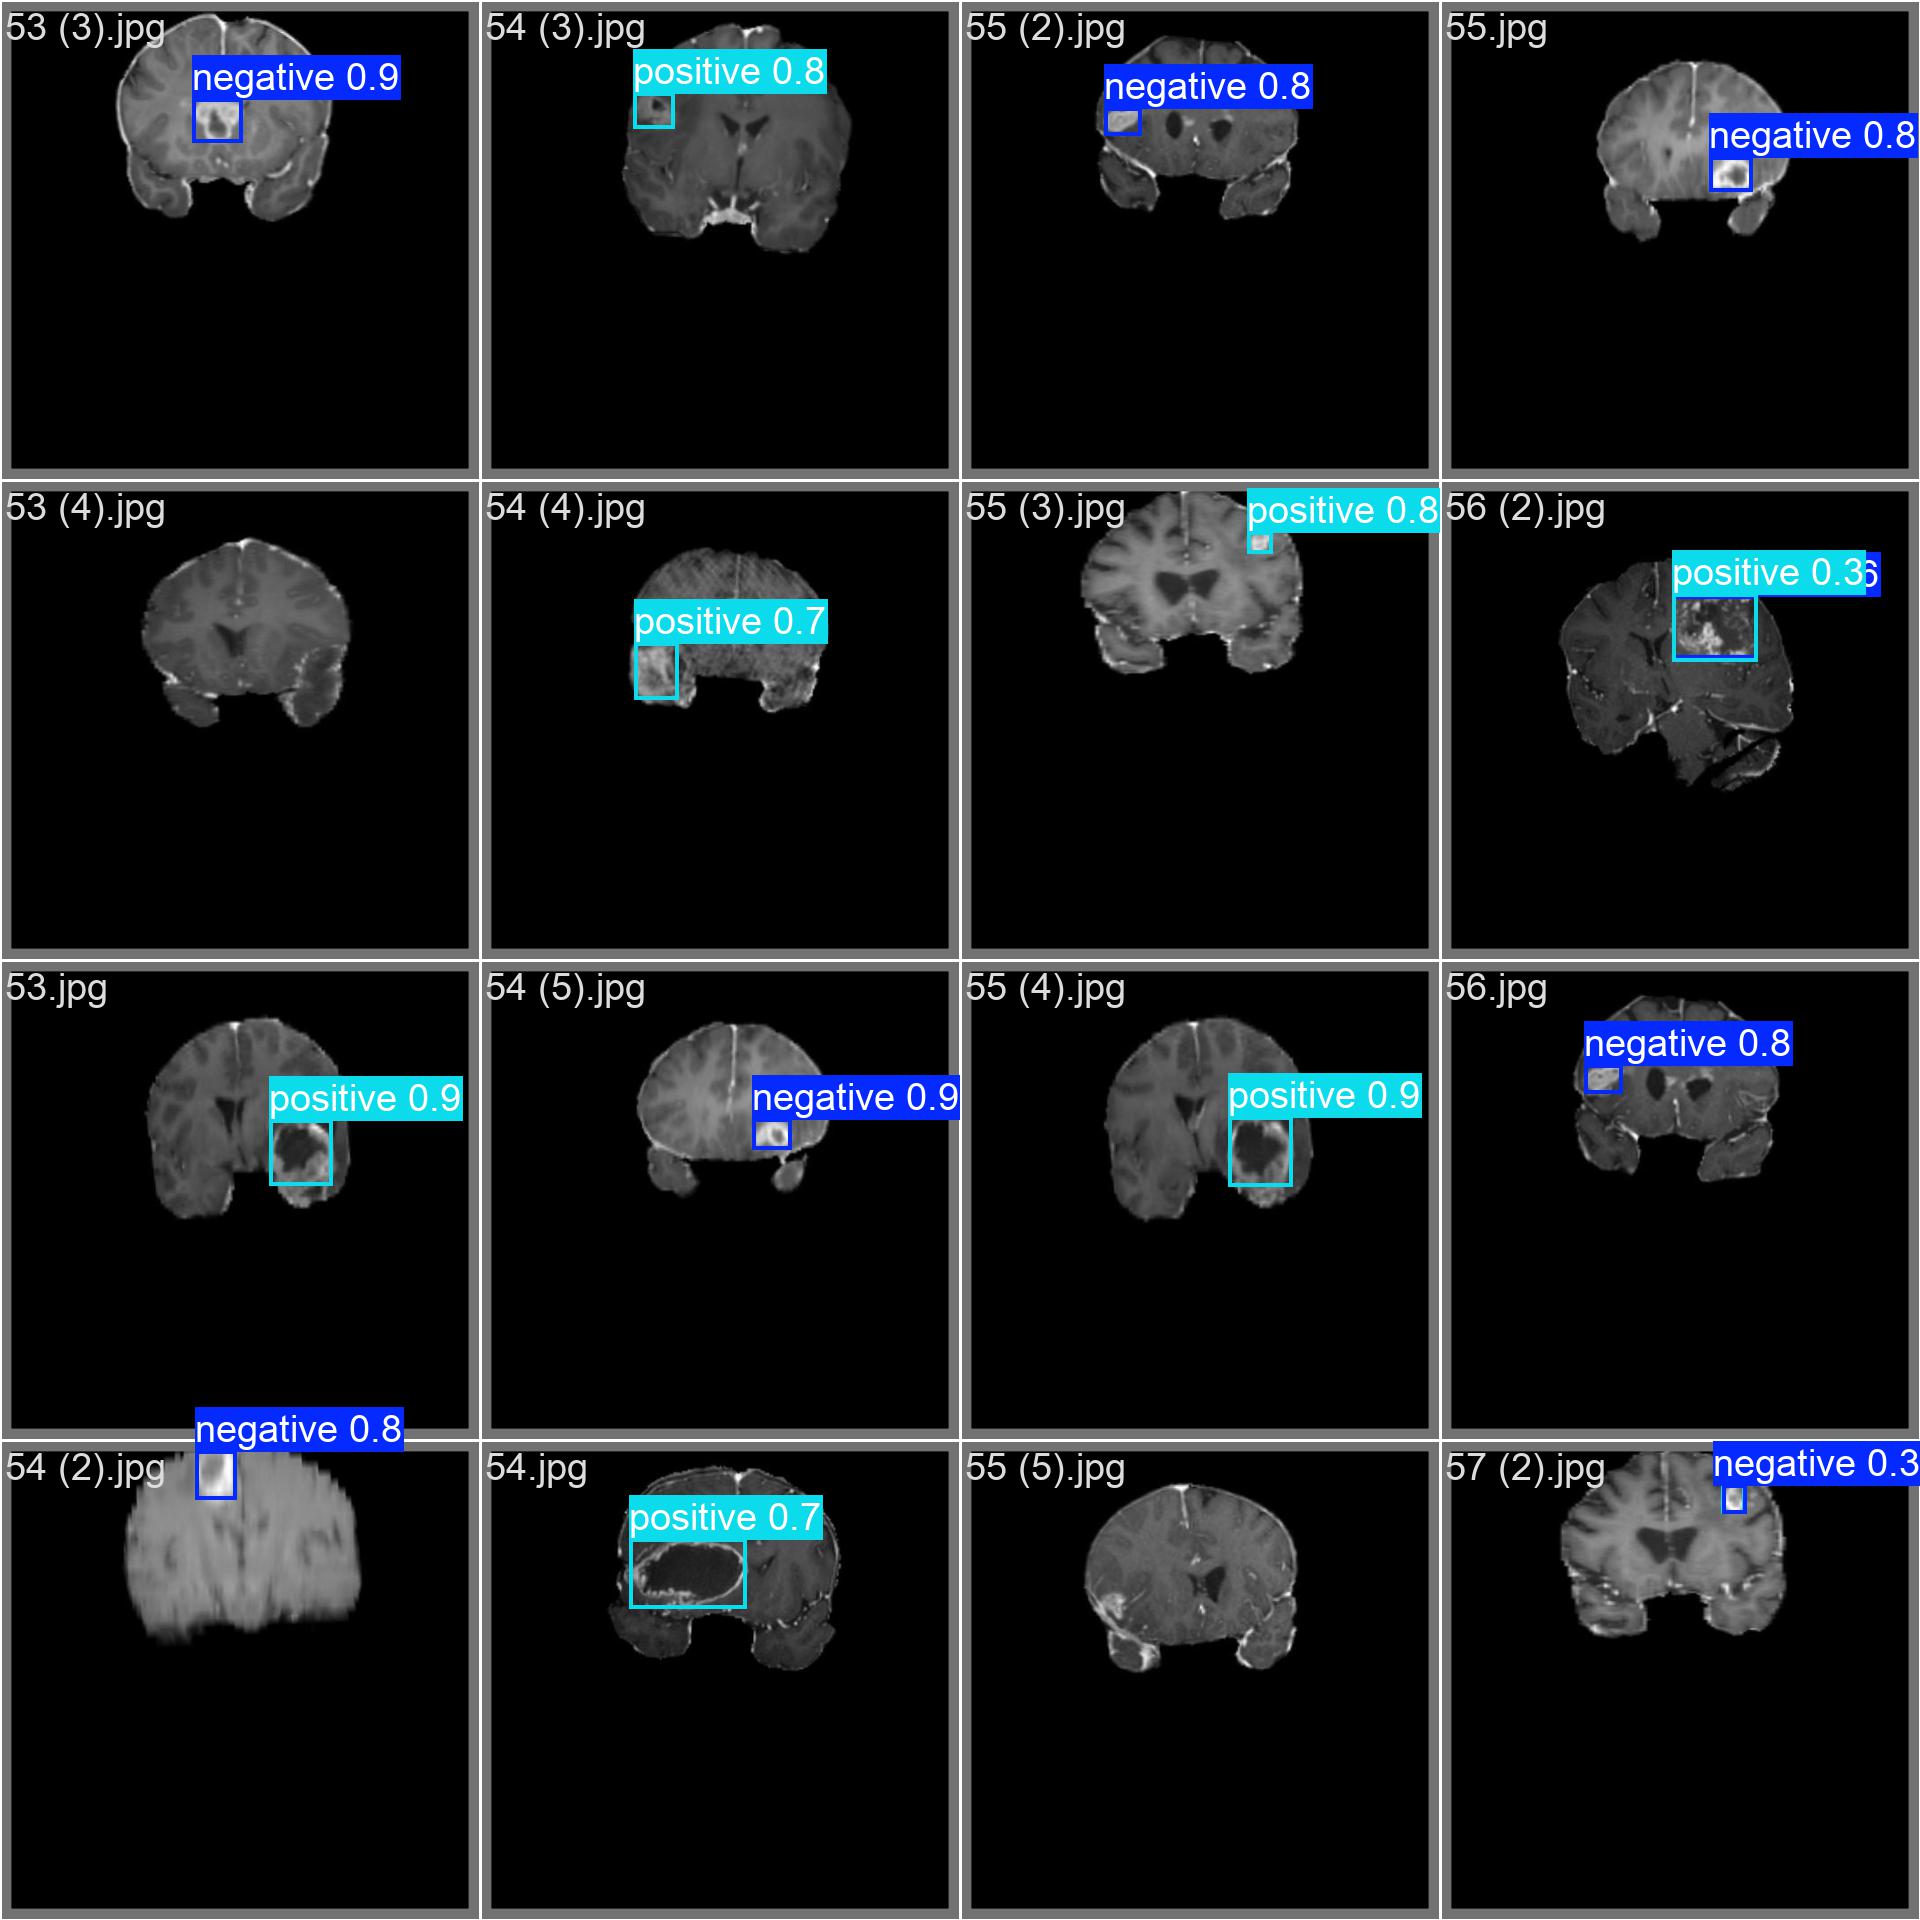 53 (3).jpg
negative 0.9
54 (3).jpg
positive 0.8
55 (2).jpg
negative 0.8
55.jpg
negative 0.8
53 (4).jpg
54 (4).jpg
positive 0.7
55 (3).jpg
positive 0.8
56 (2).jpg
positive 0.3
6
53.jpg
positive 0.9
54 (5).jpg
negative 0.9
55 (4).jpg
positive 0.9
56.jpg
negative 0.8
54 (2).jpg
negative 0.8
54.jpg
positive 0.7
55 (5).jpg
57 (2).jpg
negative 0.3